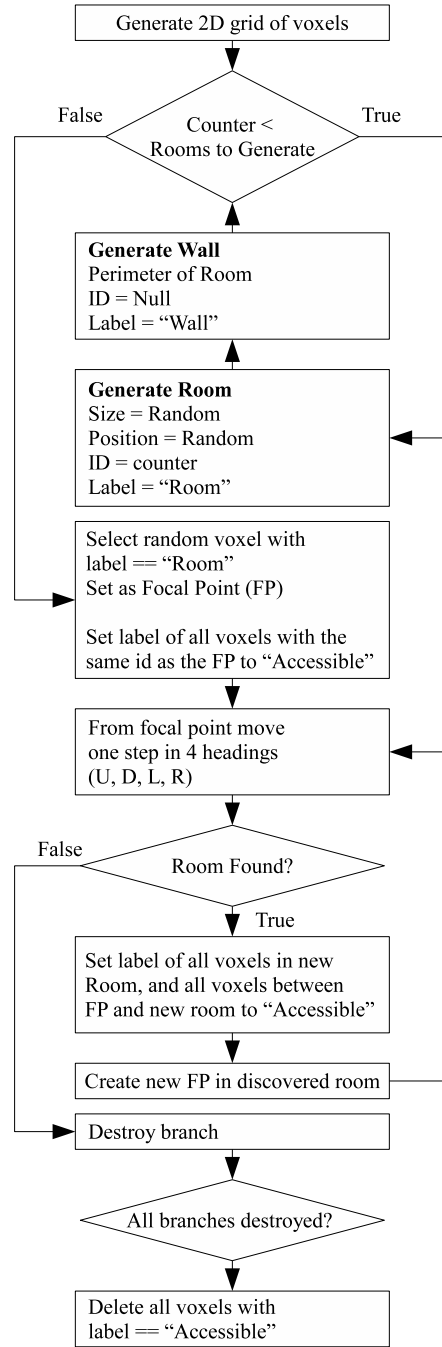 Generate 2D grid of voxels
False
True
Counter <
Rooms to Generate
Generate Wall
Perimeter of Room
ID = Null
Label = “Wall”
Generate Room
Size = Random
Position = Random
ID = counter
Label = “Room”
Select random voxel with
label == “Room”
Set as Focal Point (FP)
Set label of all voxels with the
same id as the FP to “Accessible”
From focal point move
one step in 4 headings
(U, D, L, R)
False
Room Found?
True
Set label of all voxels in new
Room, and all voxels between
FP and new room to “Accessible”
Create new FP in discovered room
Destroy branch
All branches destroyed?
Delete all voxels with
label == “Accessible”